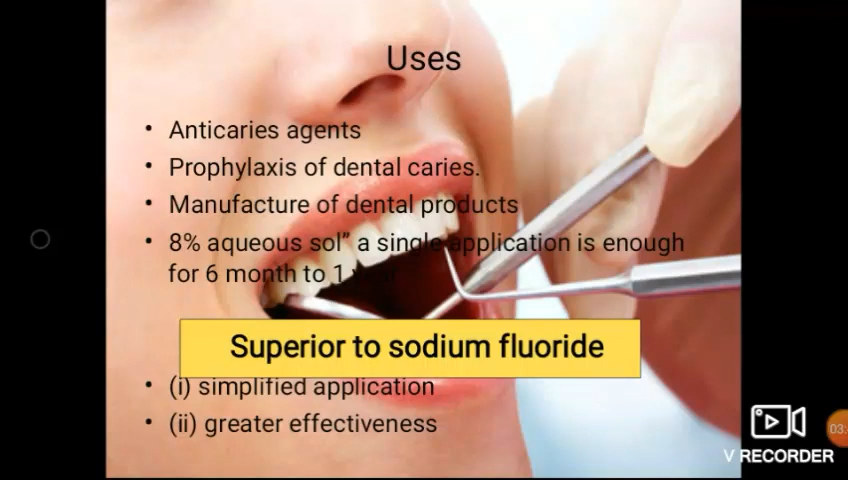 Uses
• Anticaries agents
• Prophylaxis of dental caries.
• Manufacture of dental products
• 8% aqueous sol” a single application is enough
for 6 month to 1
Superior to sodium fluoride
• (i) simplified application
• (ii) greater effectiveness
V RECORDER